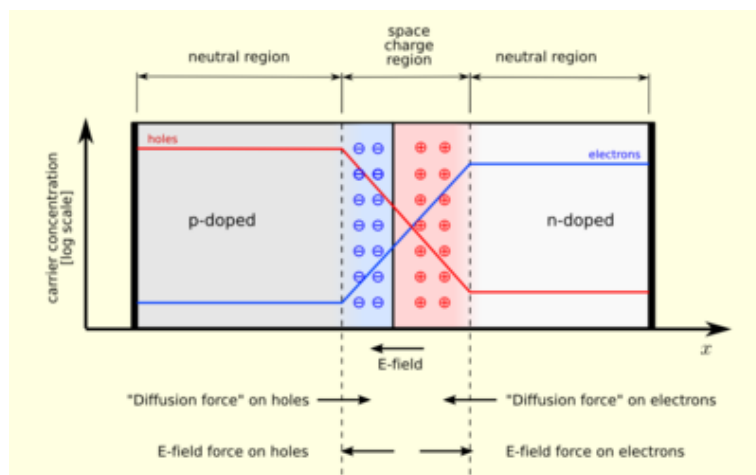 space
charge
region
neutral region
neutral region
holes
electrons
carrier concentration
[log scale]
p-doped
n-doped
x
E-field
"Diffusion force" on holes
"Diffusion force" on electrons
E-field force on holes
E-field force on electrons